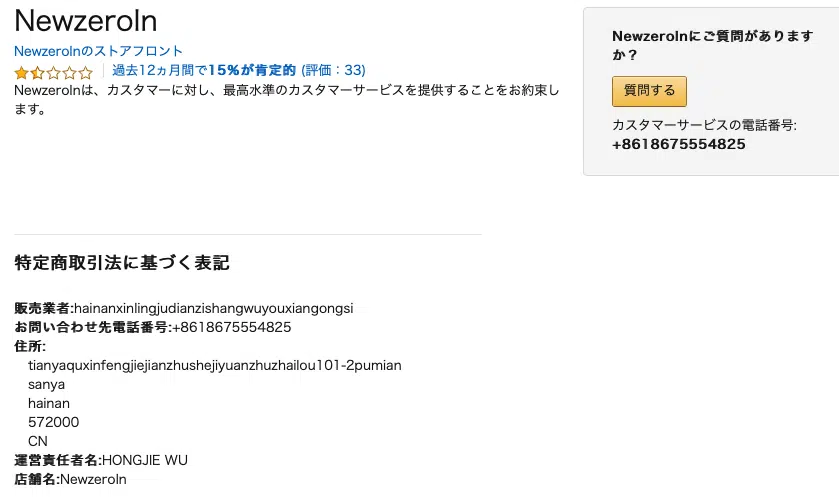 Newzeroln
Newzerolnのストアフロント
過去12ヵ月間で15%が肯定的 (評価：33)
Newzerolnは、カスタマーに対し、最高水準のカスタマーサービスを提供することをお約束し
ます。
Newzerolnにご質問があります
か？
質問する
カスタマーサービスの電話番号:
+8618675554825
特定商取引法に基づく表記
販売業者:hainanxinlingjudianzishangwuyouxiangongsi
お問い合わせ先電話番号:+8618675554825
住所:
tianyaquxinfengjiejianzhushejiyuanzhuzhailou101-2pumian
sanya
hainan
572000
CN
運営責任者名:HONGJIE WU
店舗名:Newzeroln